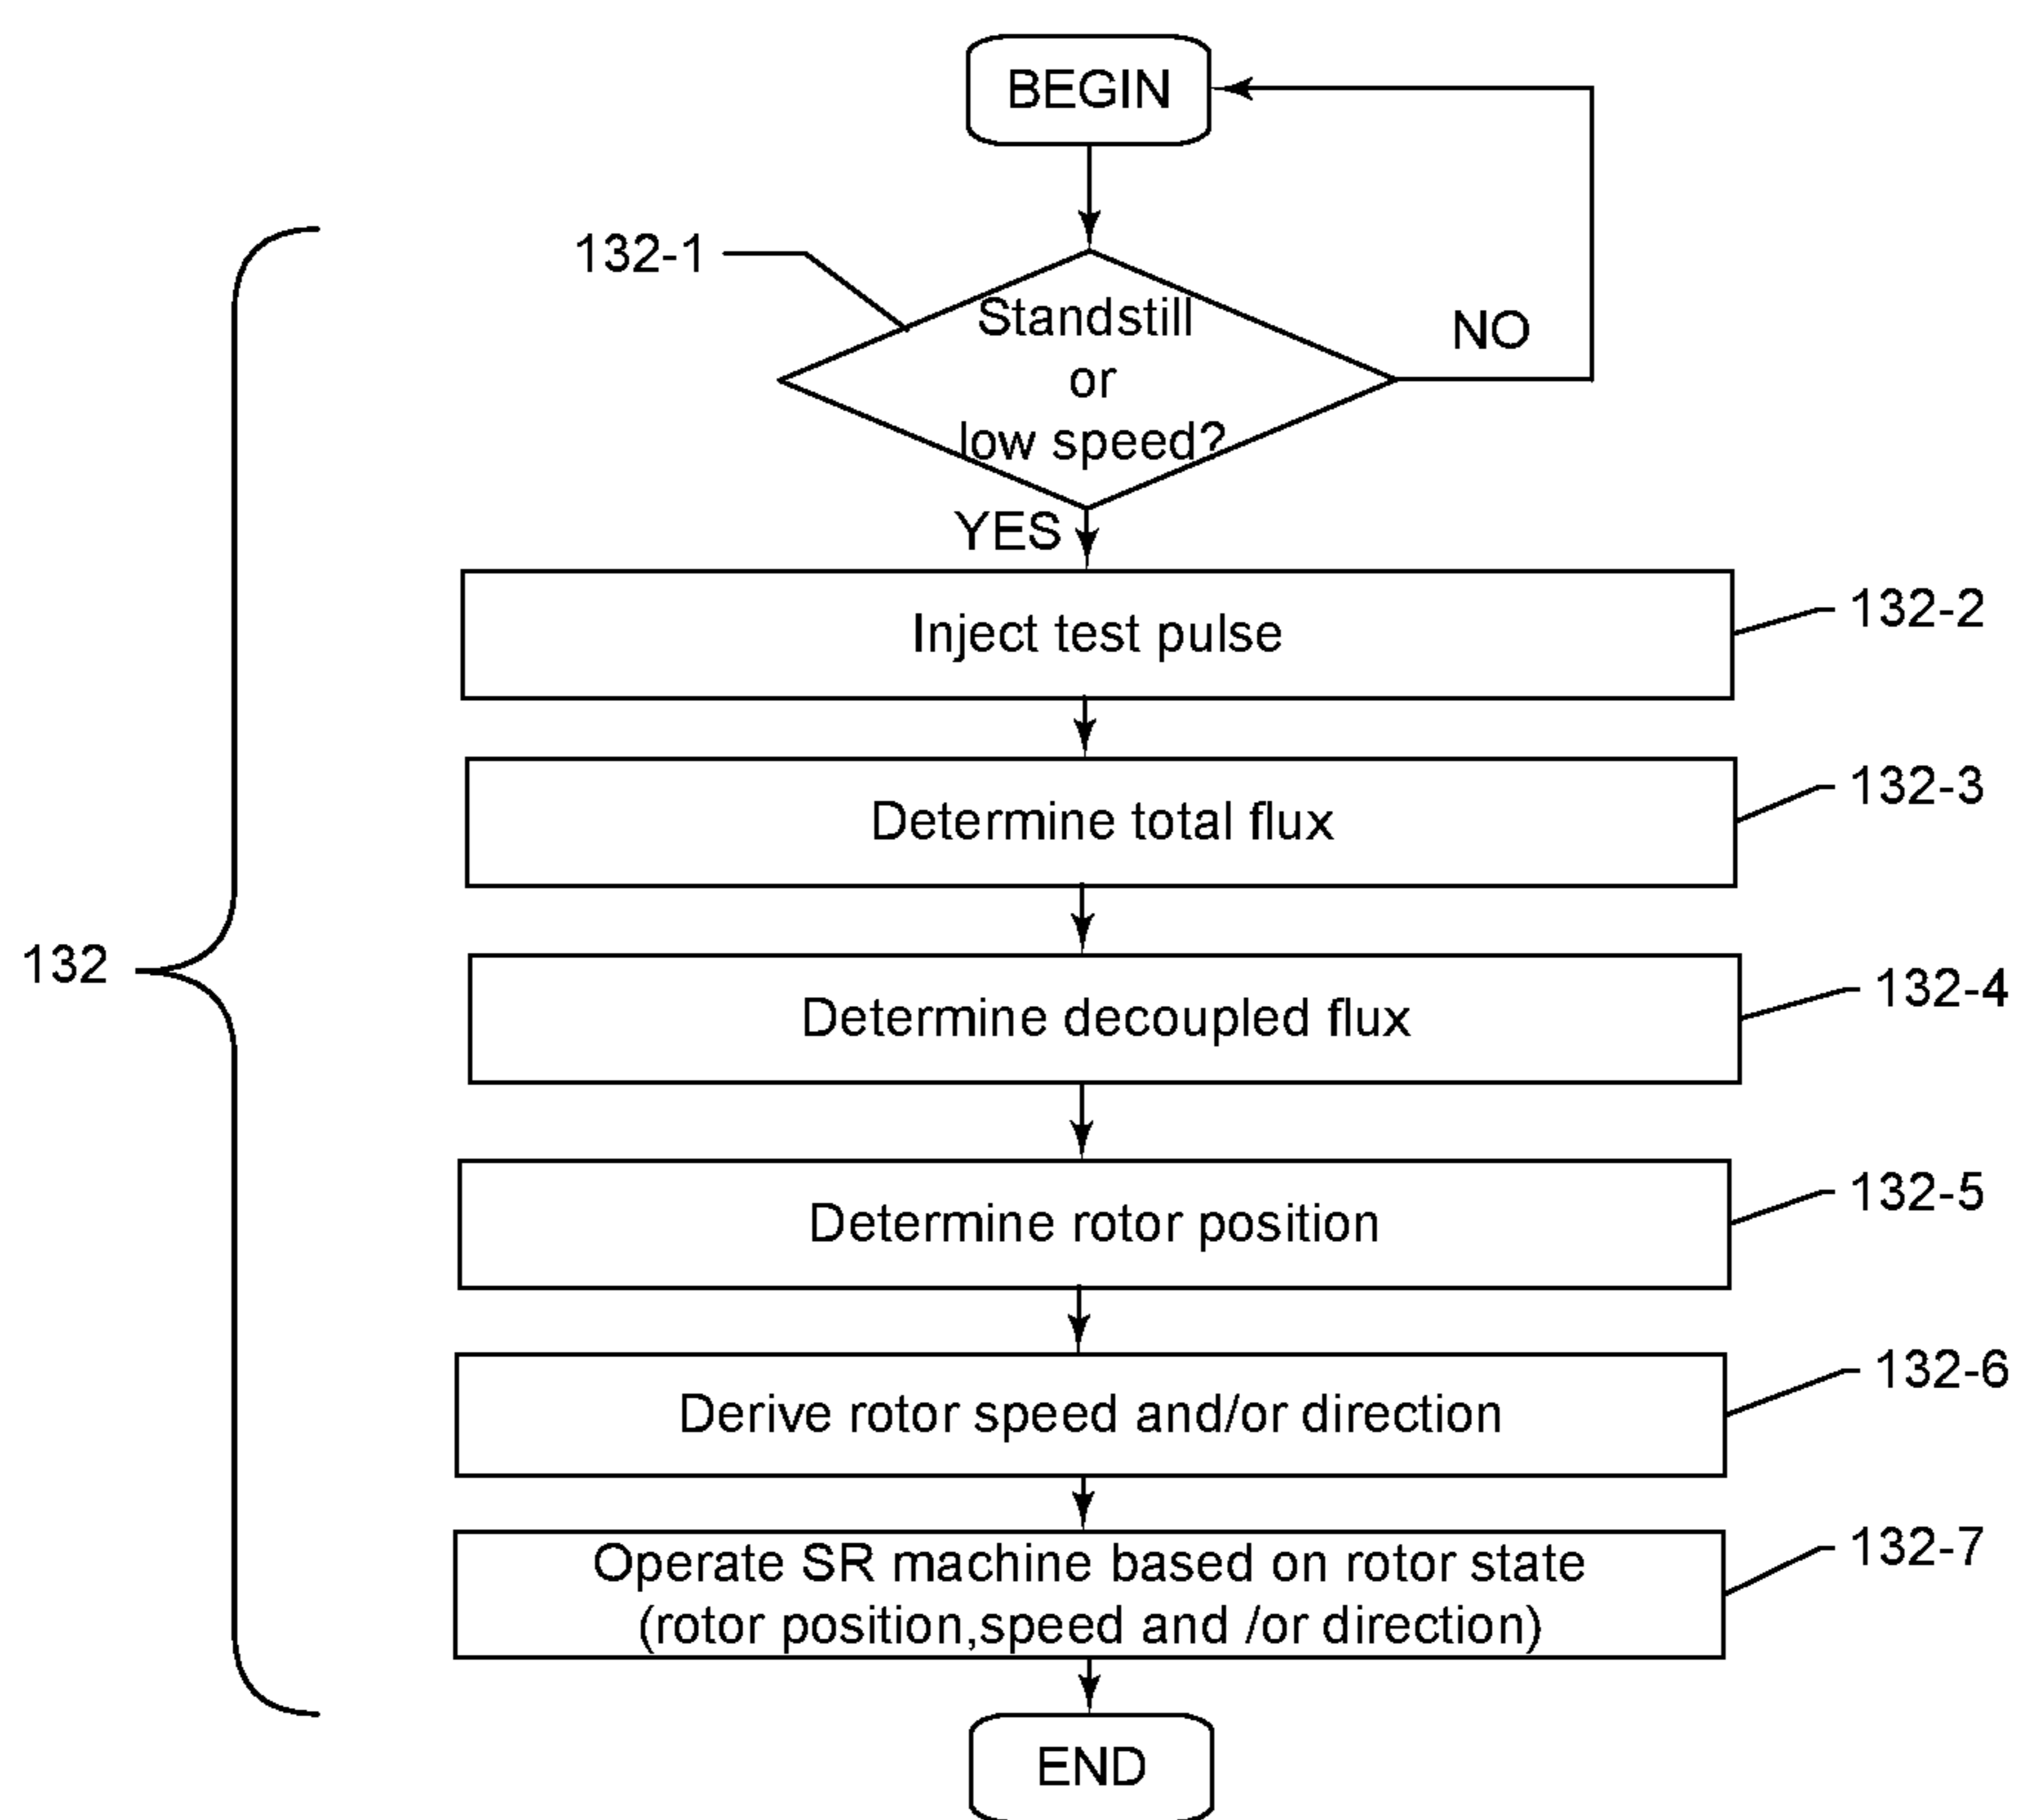 BEGIN
132-1
Standstill
or
low speed?
NO
YES
Inject test pulse
132-2
Determine total flux
132-3
132
Determine decoupled flux
132-4
Determine rotor position
132-5
Derive rotor speed and/or direction
132-6
Operate SR machine based on rotor state
(rotor position,speed and /or direction)
132-7
END